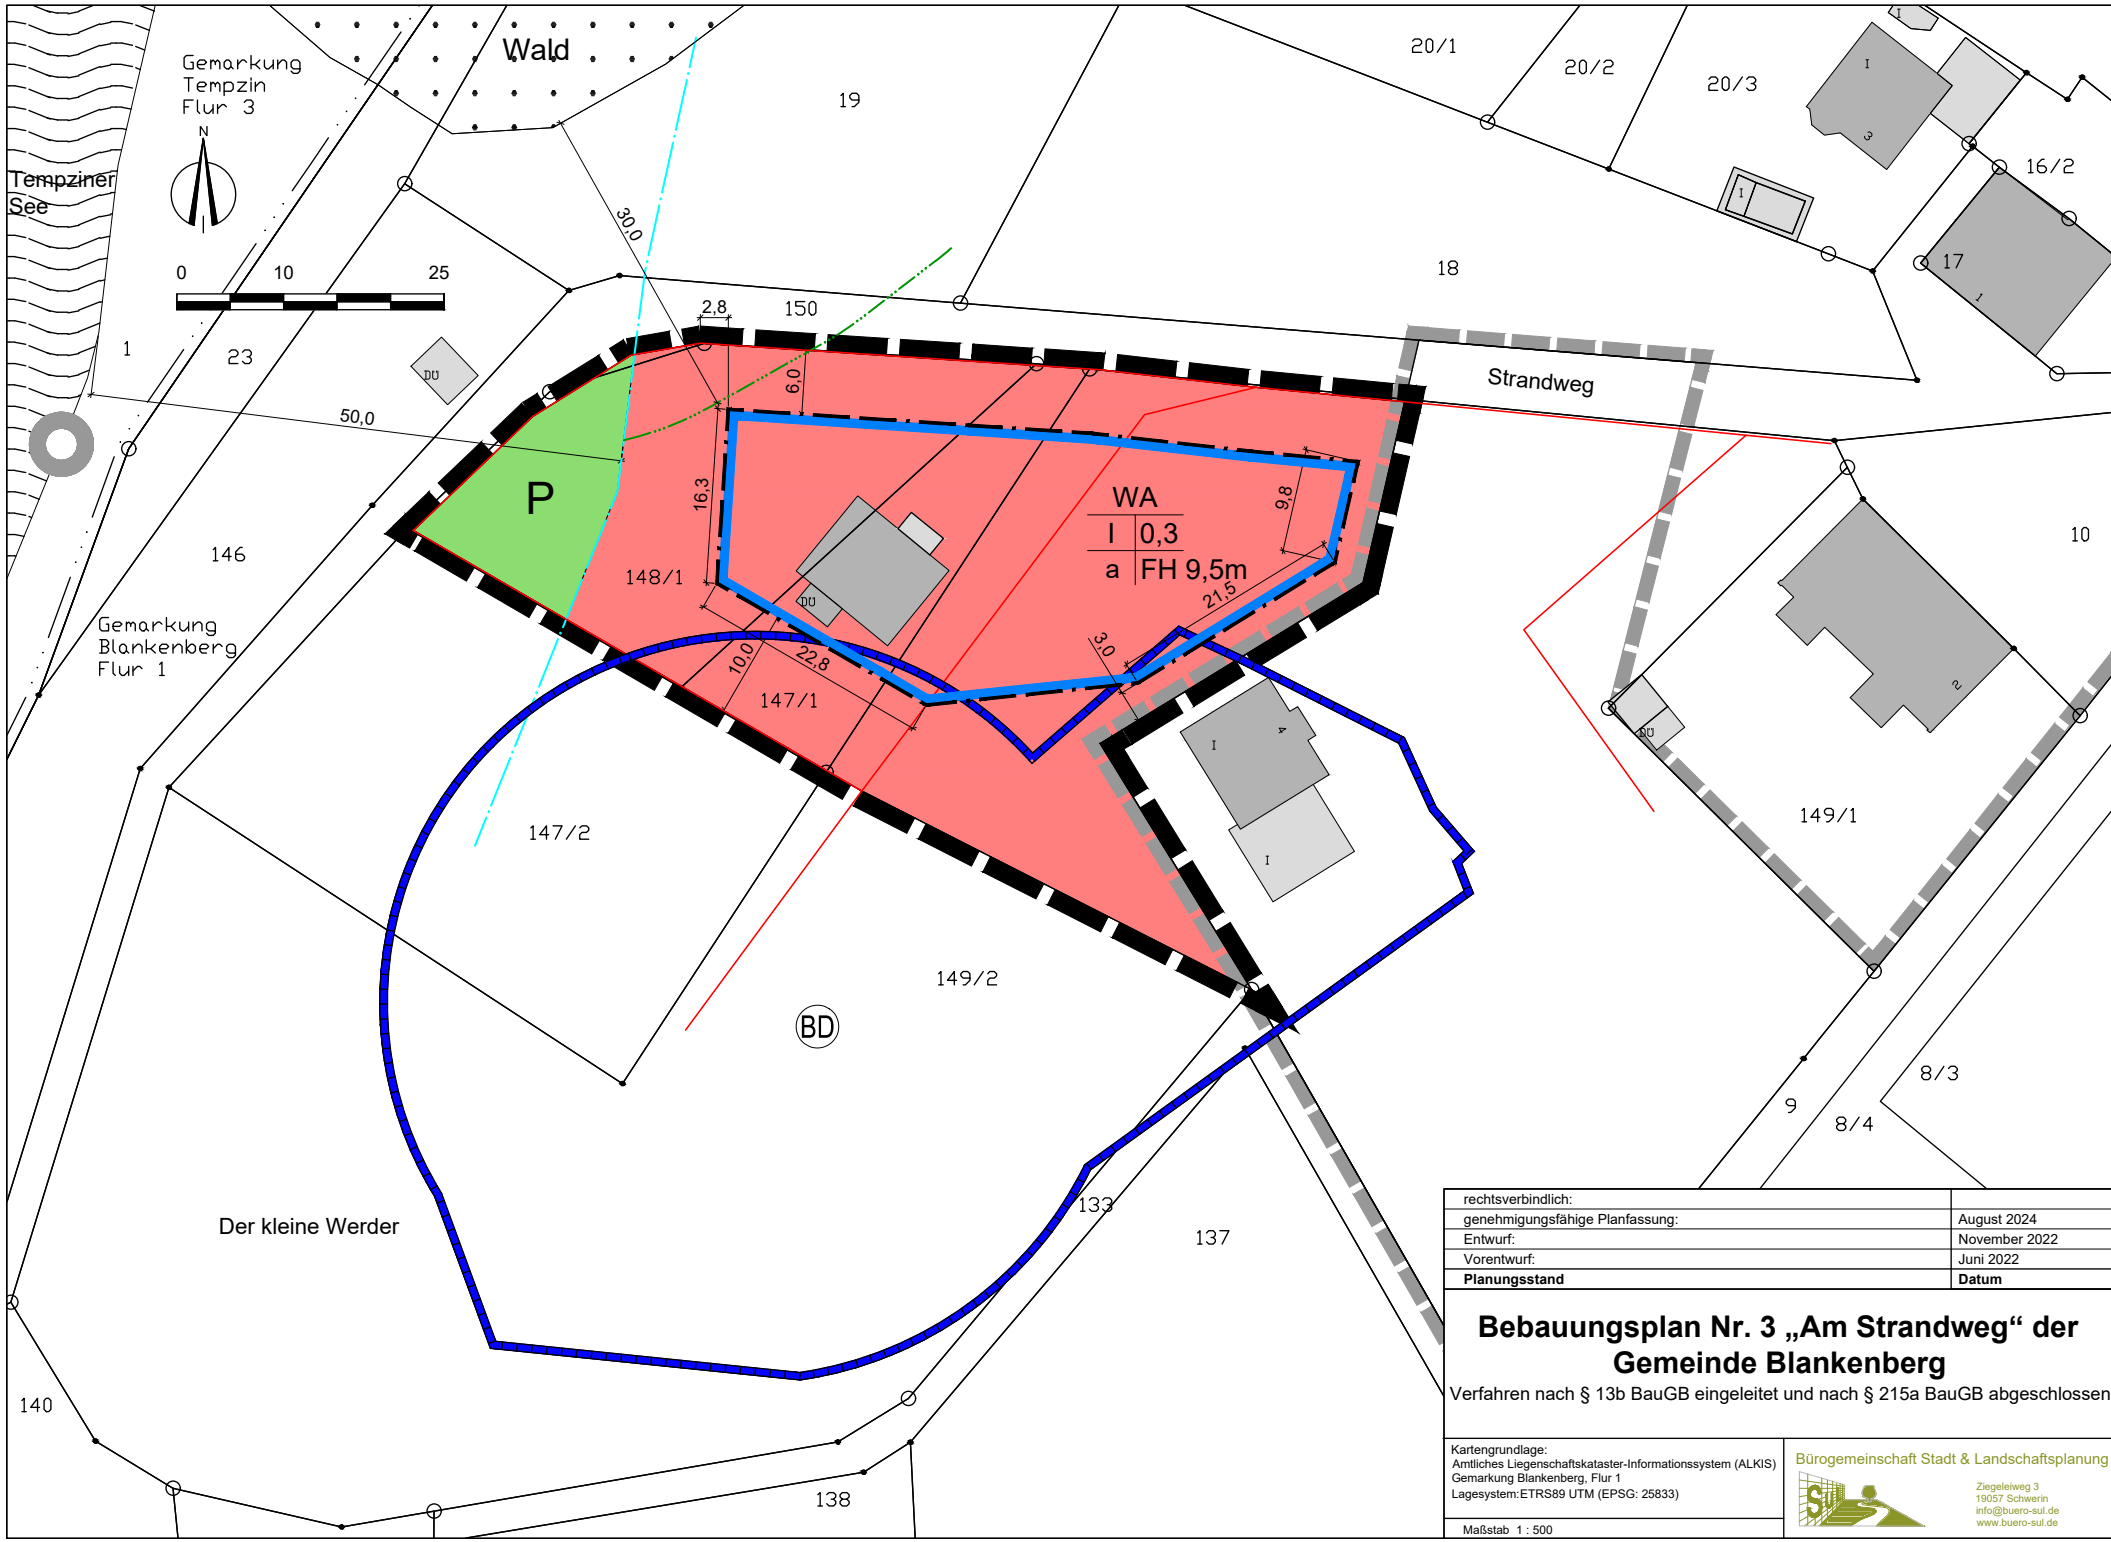 Wald
Gemarkung
Tempzin
Flur 3
N
Tempziner
See
0 10 25
19
20/1
20/2
20/3
I
I
3
I
16/2
17
1
18
30,0
2,8
150
1
23
DU
50,0
6,0
Strandweg
P
16,3
WA
I 0,3
a FH 9,5m
9,8
21,5
10
146
148/1
DU
Gemarkung
Blankenberg
Flur 1
10,0
22,8
3,0
147/1
I
4
I
2
DU
147/2
149/1
149/2
BD
8/3
9
8/4
133
137
Der kleine Werder
140
138
rechtsverbindlich:
genehmigungsfähige Planfassung: August 2024
Entwurf: November 2022
Vorentwurf: Juni 2022
Planungsstand Datum
Bebauungsplan Nr. 3 „Am Strandweg“ der
Gemeinde Blankenberg
Verfahren nach § 13b BauGB eingeleitet und nach § 215a BauGB abgeschlossen
Kartengrundlage:
Amtliches Liegenschaftskataster-Informationssystem (ALKIS)
Gemarkung Blankenberg, Flur 1
Lagesystem:ETRS89 UTM (EPSG: 25833)
Maßstab 1 : 500
Bürogemeinschaft Stadt & Landschaftsplanung
SuL
Ziegeleiweg 3
19057 Schwerin
info@buero-sul.de
www.buero-sul.de